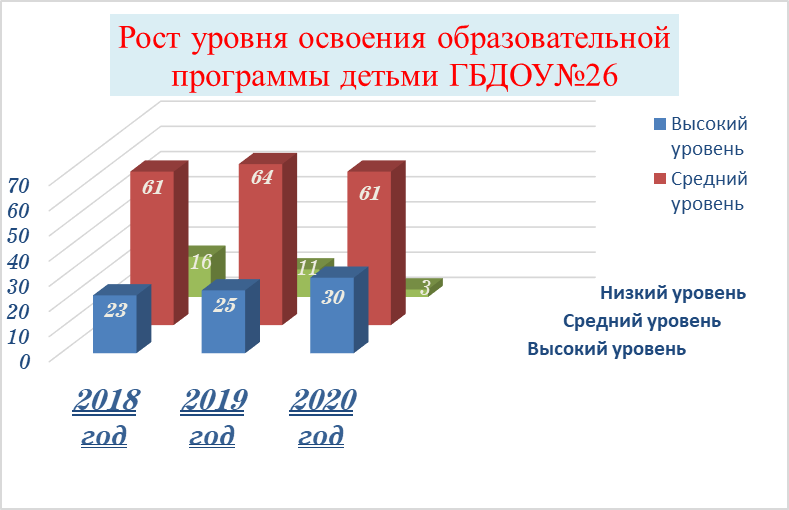 Рост уровня освоения образовательной
программы детьми ГБДОУ№26
Высокий
уровень
Средний
уровень
70
60
50
40
30
20
10
0
61
64
61
16
11
3
23
25
30
Низкий уровень
Средний уровень
Высокий уровень
2018 год
2019 год
2020 год